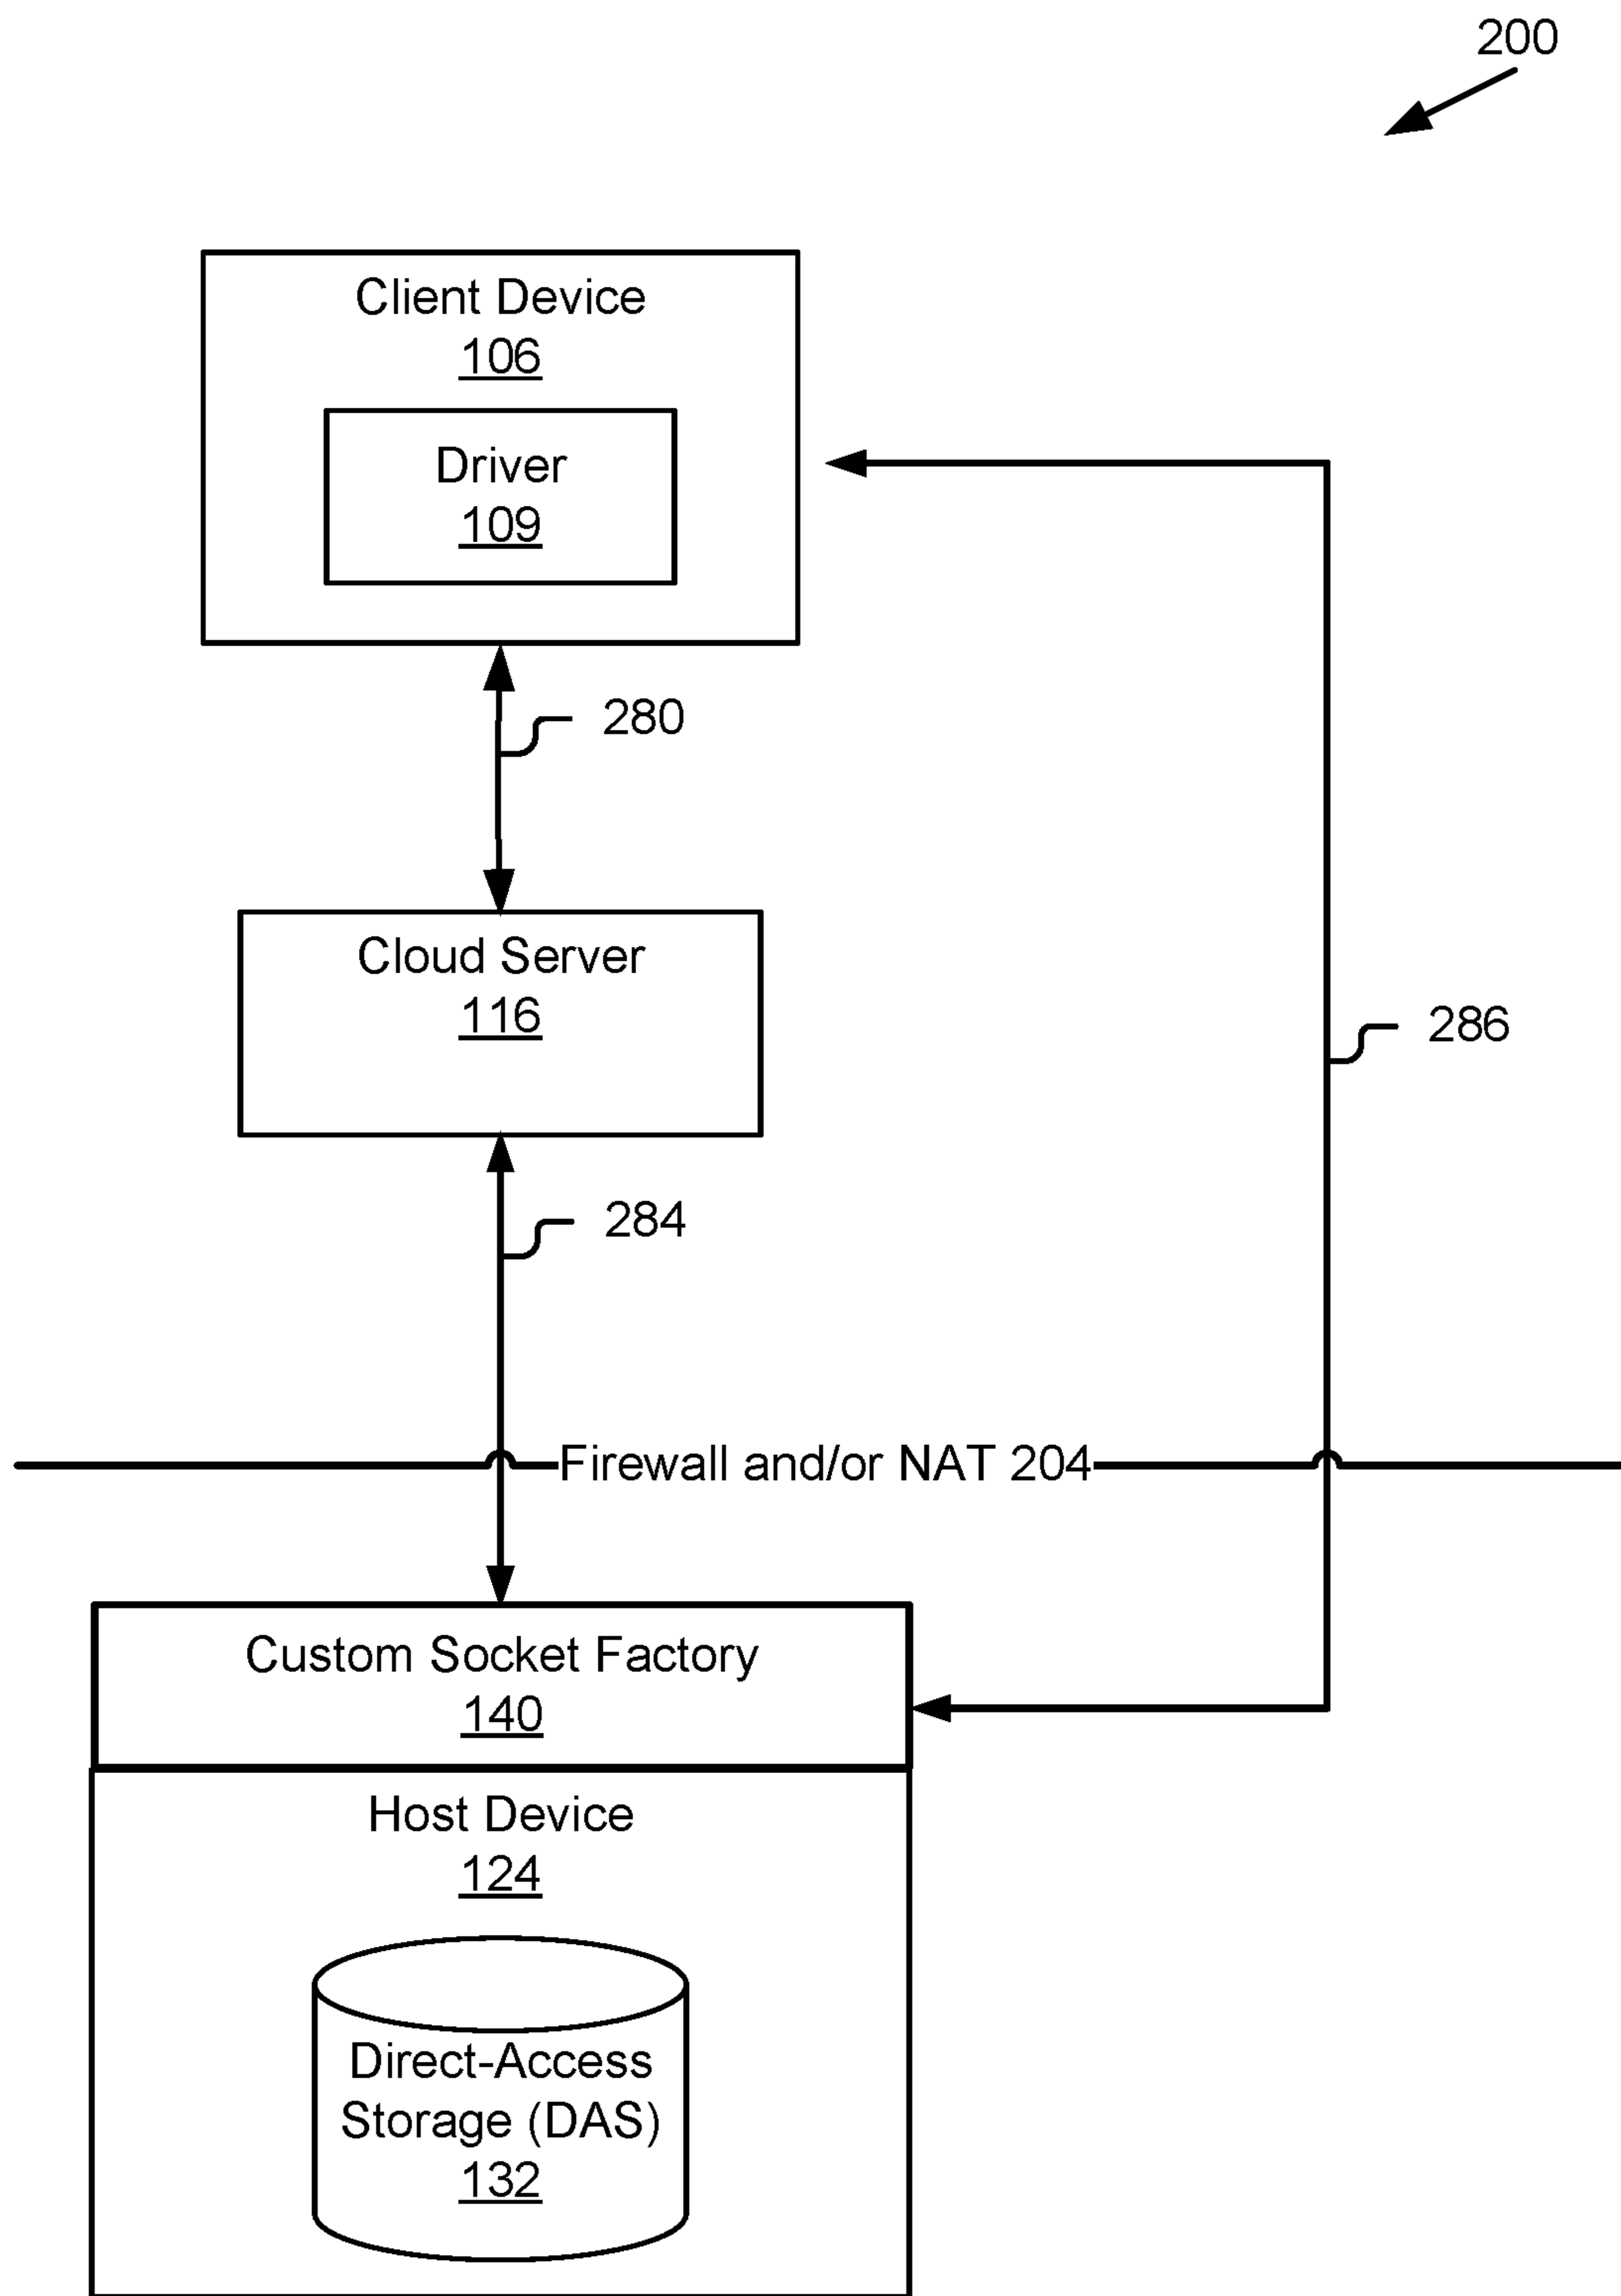 200
Client Device
106
Driver
109
280
Cloud Server
116
286
284
Firewall and/or NAT 204
Custom Socket Factory
140
Host Device
124
Direct-Access
Storage (DAS)
132